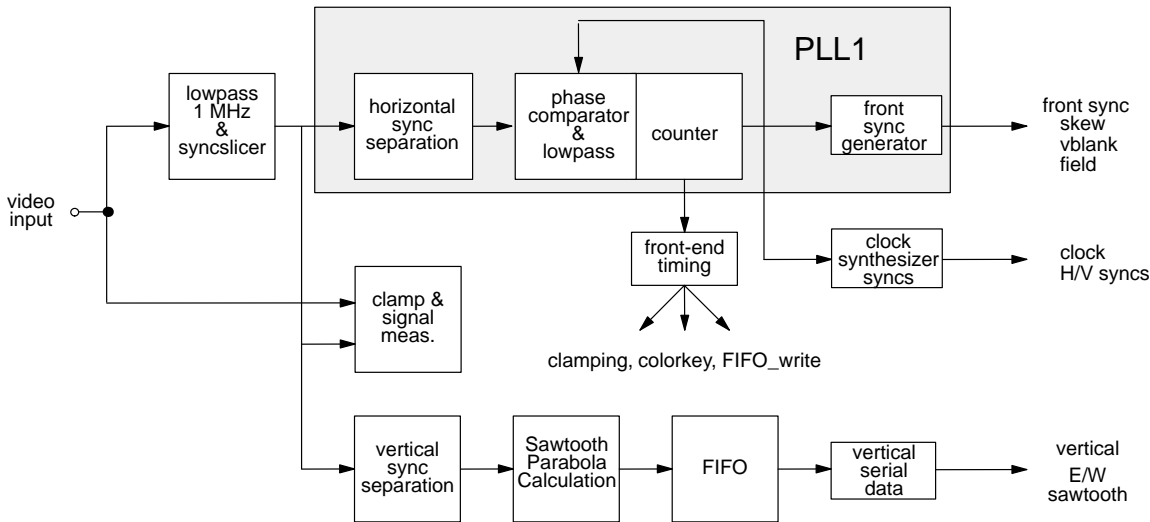 PLL1
lowpass
1 MHz
&
syncslicer
horizontal
sync
separation
phase
comparator
&
lowpass
counter
front
sync
generator
front sync
skew
vblank
field
video
input
front-end
timing
clock
synthesizer
syncs
clock
H/V syncs
clamp &
signal
meas.
clamping, colorkey, FIFO_write
vertical
sync
separation
Sawtooth
Parabola
Calculation
FIFO
vertical
serial
data
vertical
E/W
sawtooth